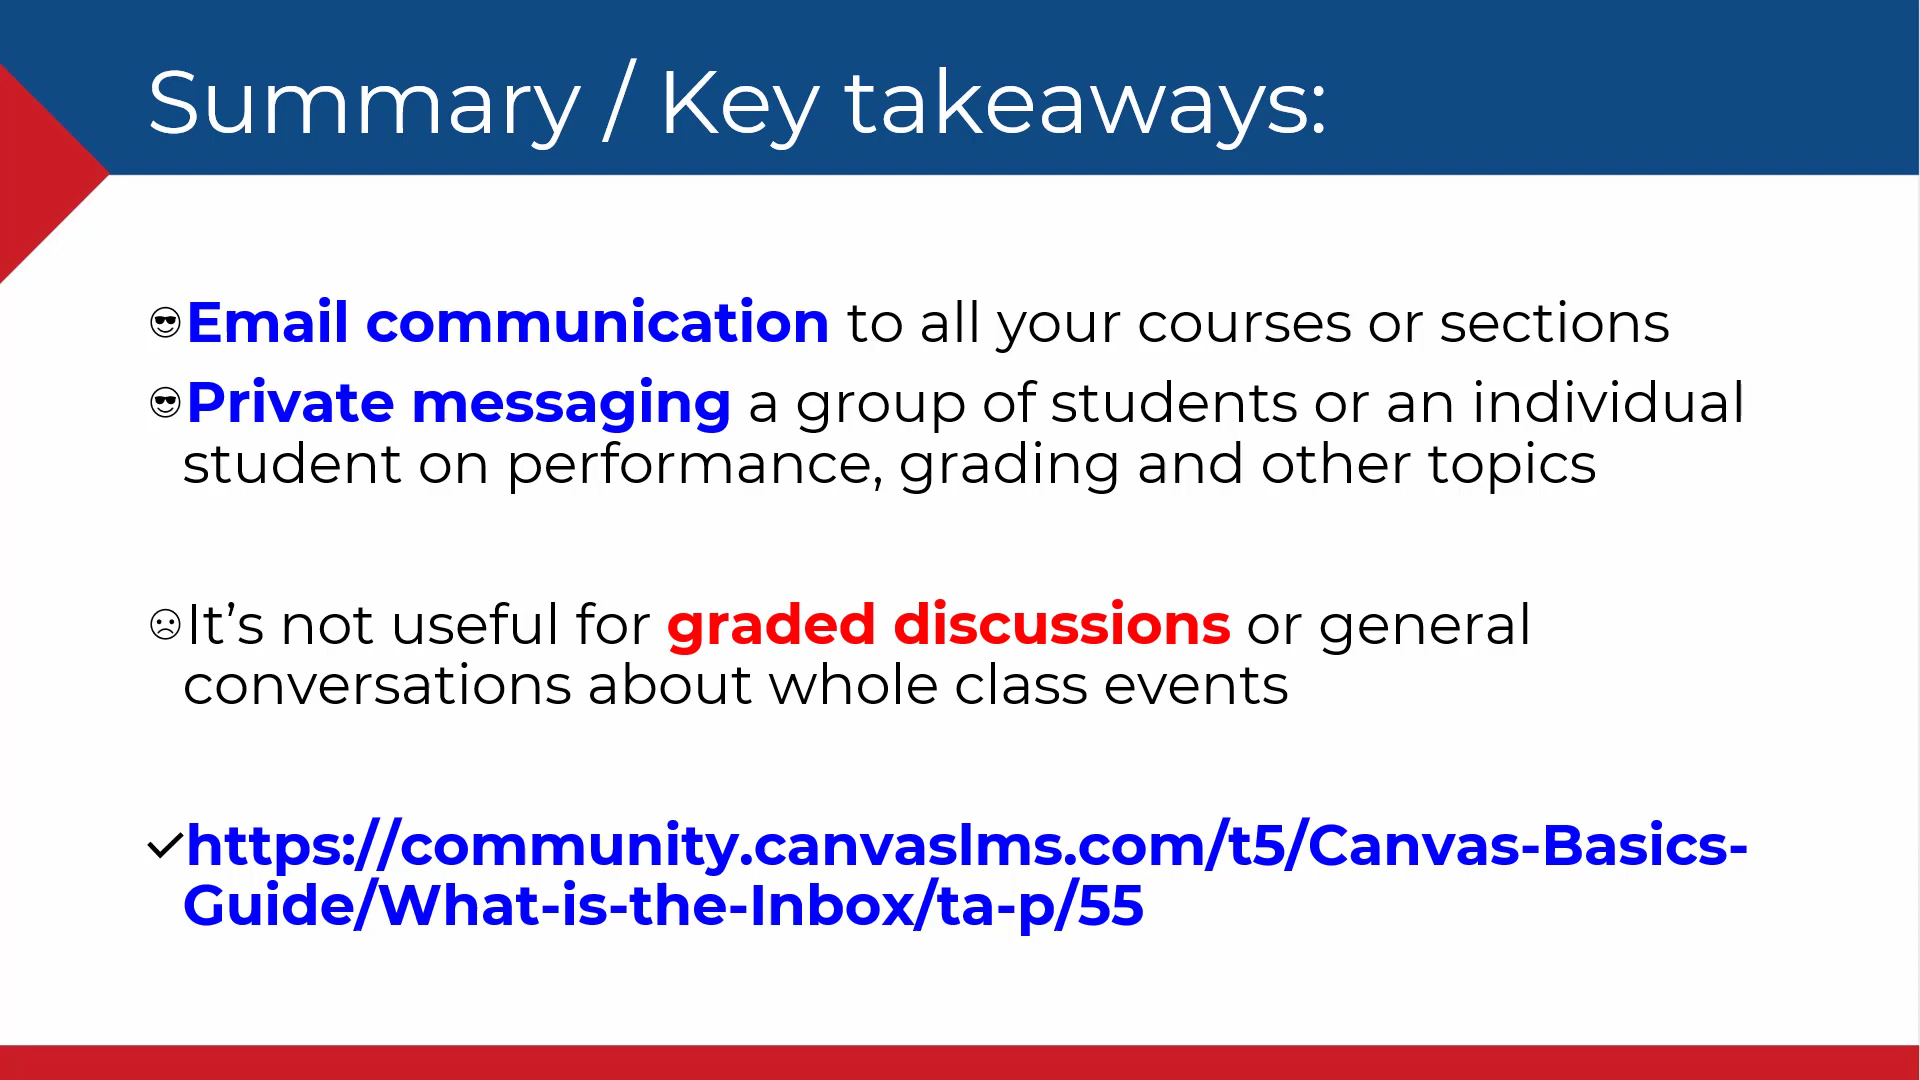 Summary / Key takeaways:
😎Email communication to all your courses or sections
😎Private messaging a group of students or an individual
student on performance, grading and other topics
☹It’s not useful for graded discussions or general
conversations about whole class events
✓https://community.canvaslms.com/t5/Canvas-Basics-
Guide/What-is-the-Inbox/ta-p/55